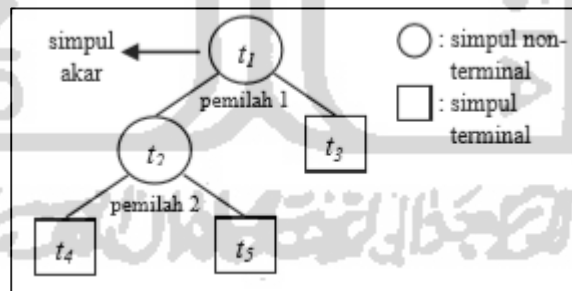 simpul
akar
t1
: simpul non-
terminal
: simpul
terminal
pemilah 1
t2
t3
pemilah 2
t4
t5